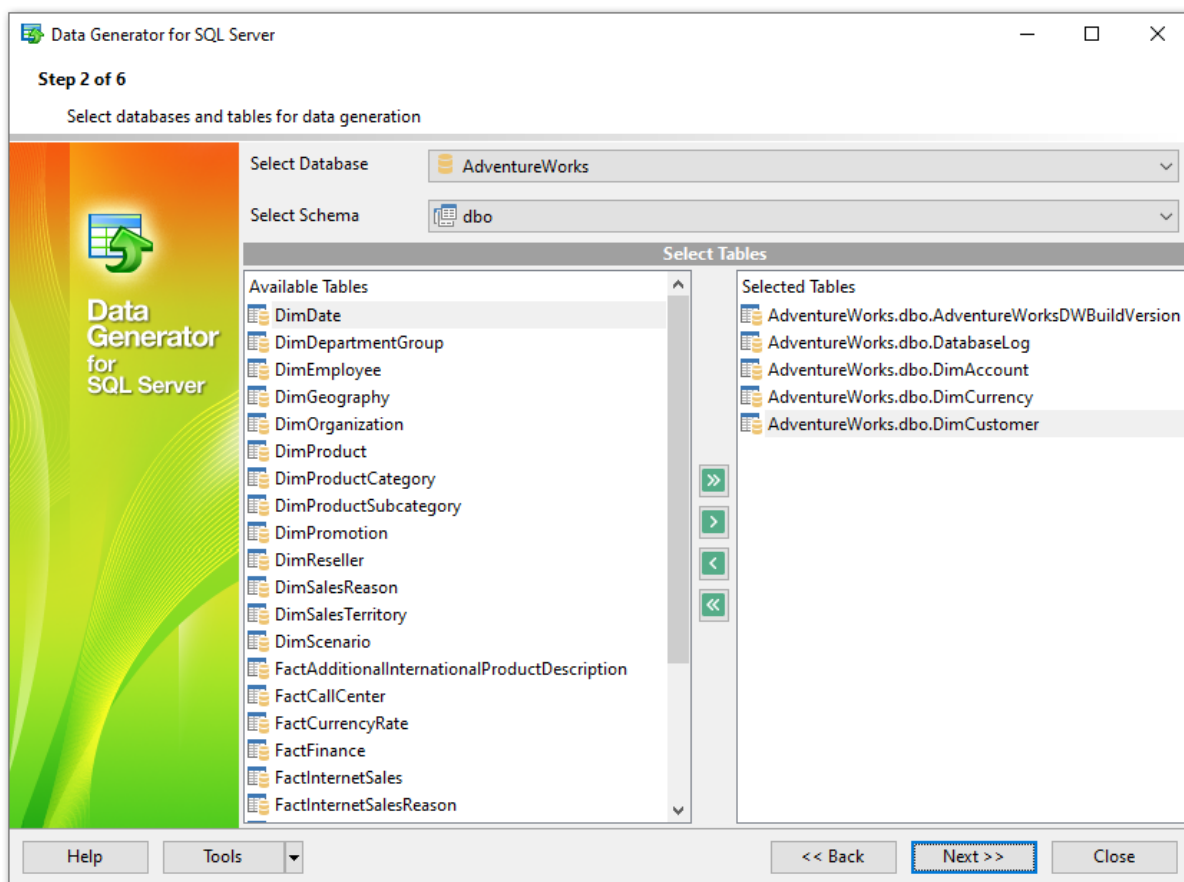 Data Generator for SQL Server
Step 2 of 6
Select databases and tables for data generation
Data
Generator
for
SQL Server
Select Database
AdventureWorks
Select Schema
dbo
Select Tables
Available Tables
DimDate
DimDepartmentGroup
DimEmployee
DimGeography
DimOrganization
DimProduct
DimProductCategory
DimProductSubcategory
DimPromotion
DimReseller
DimSalesReason
DimSalesTerritory
DimScenario
FactAdditionalInternationalProductDescription
FactCallCenter
FactCurrencyRate
FactFinance
FactInternetSales
FactInternetSalesReason
Selected Tables
AdventureWorks.dbo.AdventureWorksDWBuildVersion
AdventureWorks.dbo.DatabaseLog
AdventureWorks.dbo.DimAccount
AdventureWorks.dbo.DimCurrency
AdventureWorks.dbo.DimCustomer
Help
Tools
<< Back
Next >>
Close